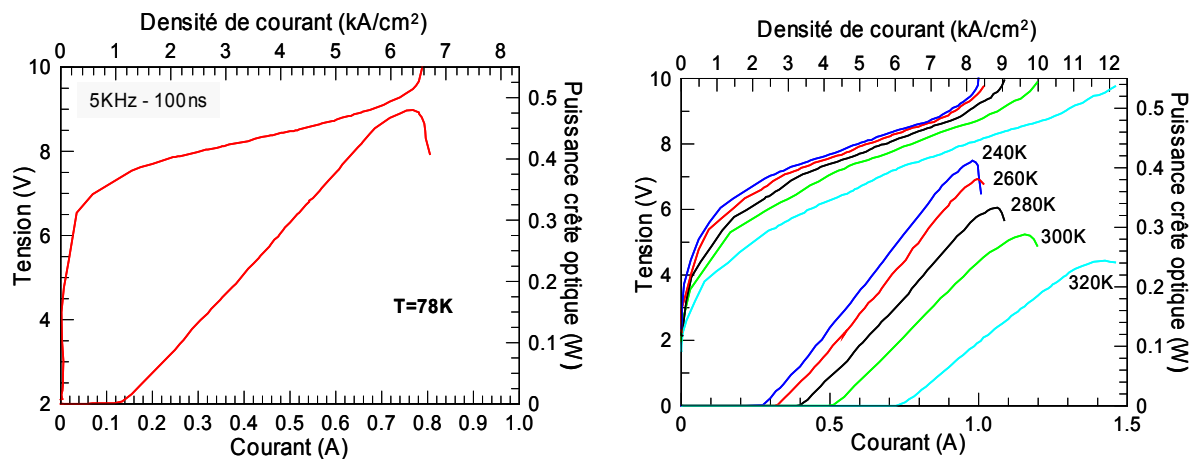 Densité de courant (kA/cm²)
0 1 2 3 4 5 6 7 8
10
8
6
4
2
Tension (V)
5KHz - 100ns
T=78K
0.5
0.4
0.3
0.2
0.1
0
Puissance crête optique (W)
0 0.1 0.2 0.3 0.4 0.5 0.6 0.7 0.8 0.9 1.0
Courant (A)
Densité de courant (kA/cm²)
0 1 2 3 4 5 6 7 8 9 10 11 12
10
8
6
4
2
0
Tension (V)
240K
260K
280K
300K
320K
0.5
0.4
0.3
0.2
0.1
0
Puissance crête optique (W)
0 0.5 1.0 1.5
Courant (A)